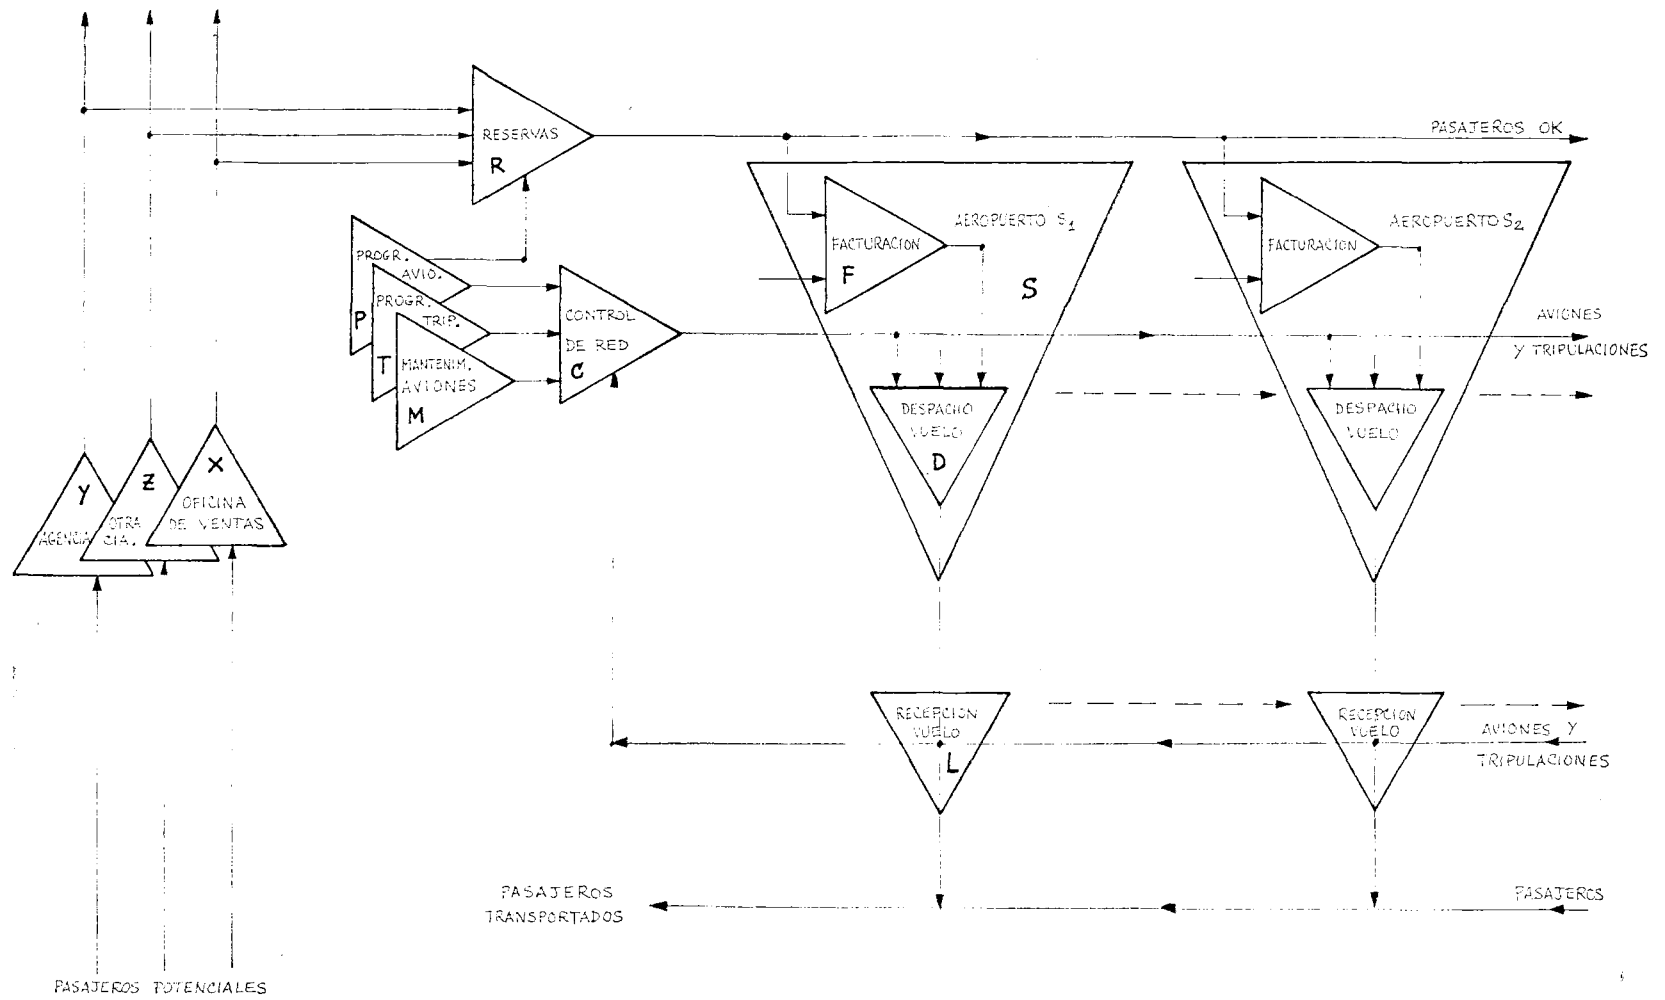 PASAJEROS OK
RESERVAS
R
PROGR.
AVIO.
P
PROGR.
TRIP.
T
MANTENIM.
AVIONES
M
CONTROL
DE RED
C
AEROPUERTO S1
FACTURACION
F
S
AEROPUERTO S2
FACTURACION
AVIONES
Y TRIPULACIONES
DESPACHO
VUELO
D
DESPACHO
VUELO
Y
AGENCIA
Z
OTRA
CIA.
X
OFICINA
DE VENTAS
RECEPCION
VUELO
L
RECEPCION
VUELO
AVIONES Y
TRIPULACIONES
PASAJEROS
TRANSPORTADOS
PASAJEROS
PASAJEROS POTENCIALES